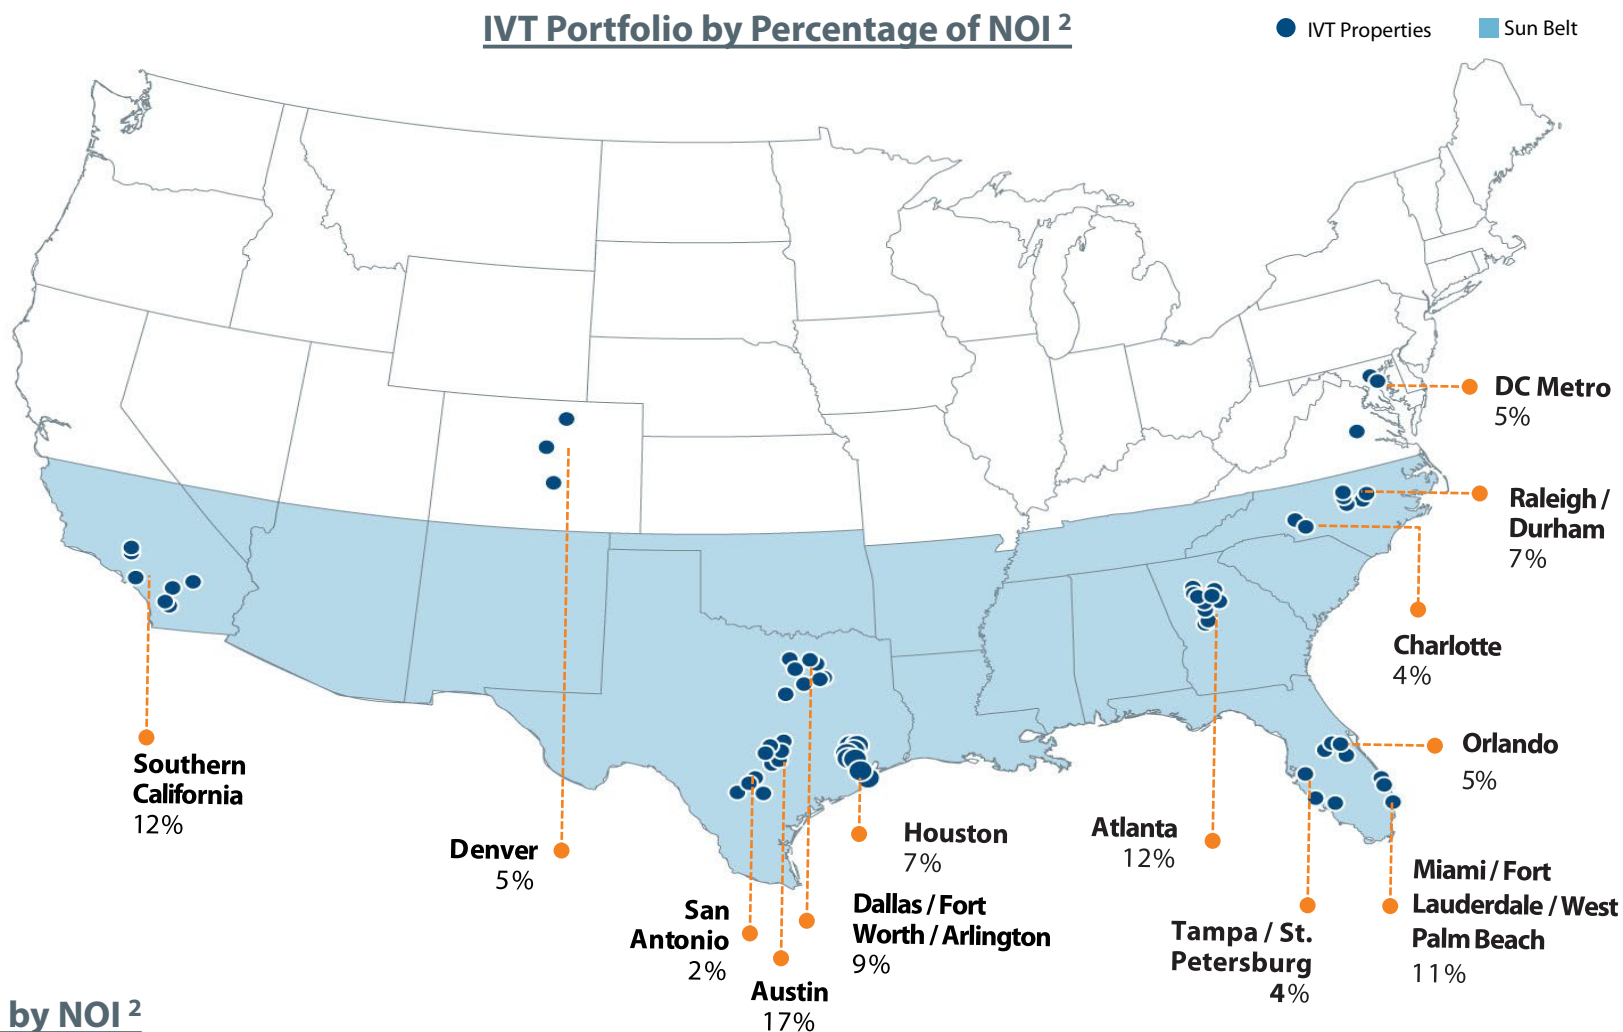 IVT Portfolio by Percentage of NOI 2
IVT Properties
Sun Belt
DC Metro
5%
Raleigh /
Durham
7%
Charlotte
4%
Orlando
5%
Southern
California
12%
Denver
5%
San
Antonio
2%
Austin
17%
Dallas / Fort
Worth / Arlington
9%
Houston
7%
Atlanta
12%
Tampa / St.
Petersburg
4%
Miami / Fort
Lauderdale / West
Palm Beach
11%
by NOI 2